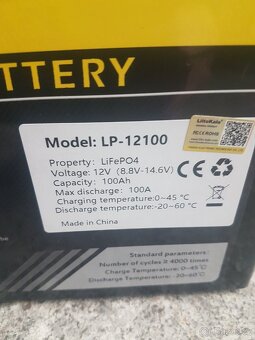 TTERY
LiitoKala
Model: LP-12100
Property: LiFePO4
Voltage: 12V (8.8V-14.6V)
Capacity: 100Ah
Max discharge: 100A
Charging temperature:0~45 ℃
Discharge temperature:-20~60 ℃
Made in China
Standard parameters:
Number of cycles ≥ 4000 times
Charge Temperature: 0~45℃
Discharge Temperature: -20~60℃